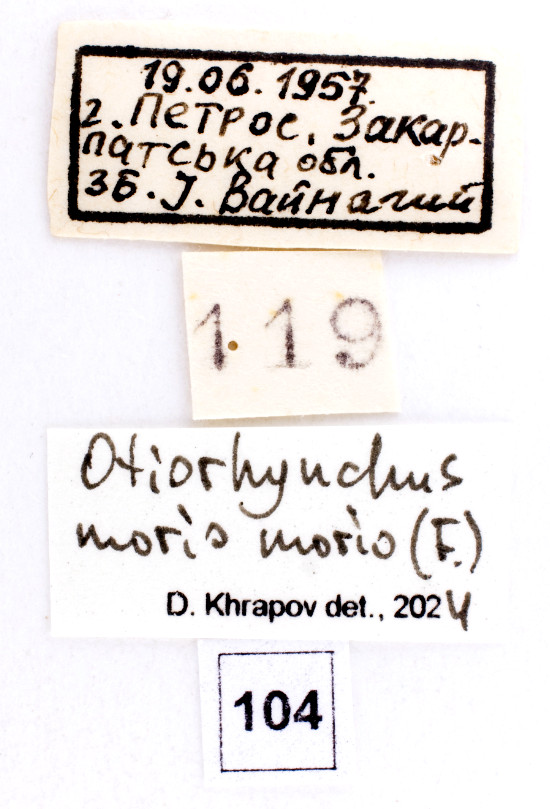 19.06.1957.
г. Петрос, Закар-
патська обл.
Зб. І. Вайнагий
119
Otiorhynchus
morio morio (F.)
D. Khrapov det., 2024
104